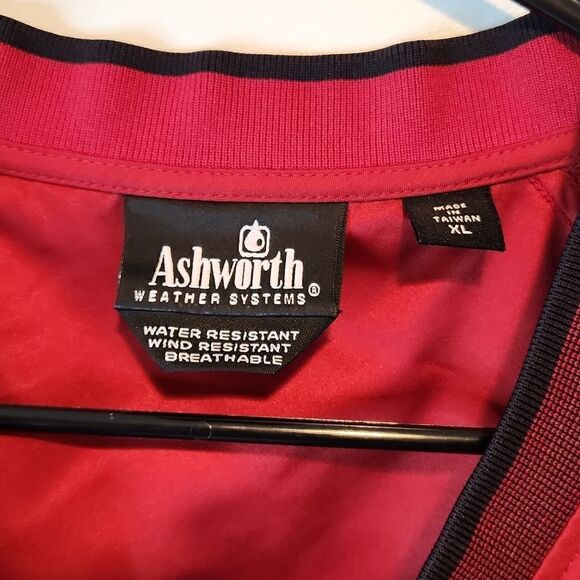 Ashworth
WEATHER SYSTEMS®
WATER RESISTANT
WIND RESISTANT
BREATHABLE
MADE
IN
TAIWAN
XL